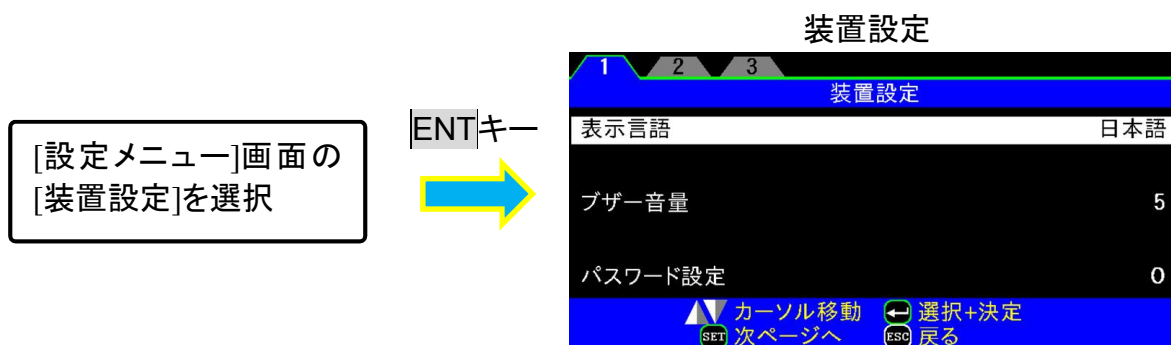 装置設定
1 2 3
装置設定
[設定メニュー]画面の
[装置設定]を選択
ENTキー
表示言語 日本語
ブザー音量 5
パスワード設定 0
カーソル移動 選択+決定
SET 次ページへ ESC 戻る